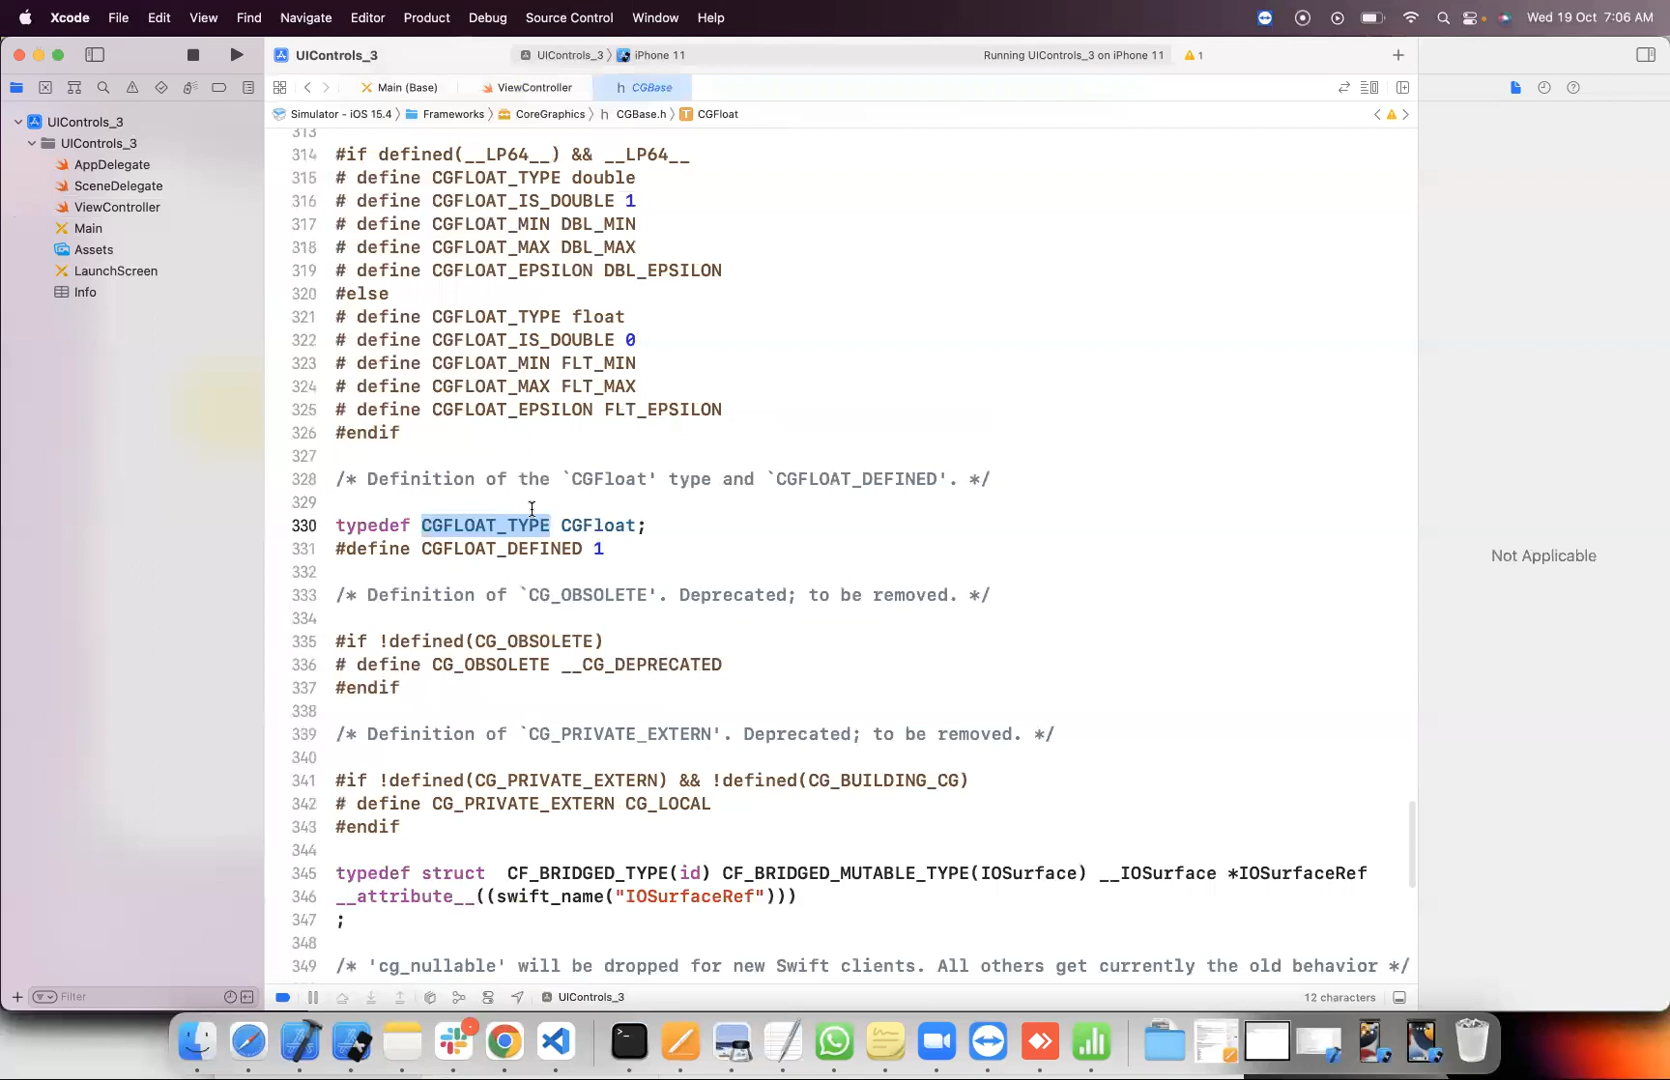 Xcode File Edit View Find Navigate Editor Product Debug Source Control Window Help Wed 19 Oct 7:06 AM
UIControls_3 UIControls_3 iPhone 11 Running UIControls_3 on iPhone 11 1
Main (Base) ViewController h CGBase
Simulator - iOS 15.4 Frameworks CoreGraphics h CGBase.h T CGFloat
UIControls_3
UIControls_3
AppDelegate
SceneDelegate
ViewController
Main
Assets
LaunchScreen
Info
313
314 #if defined(__LP64__) && __LP64__
315 # define CGFLOAT_TYPE double
316 # define CGFLOAT_IS_DOUBLE 1
317 # define CGFLOAT_MIN DBL_MIN
318 # define CGFLOAT_MAX DBL_MAX
319 # define CGFLOAT_EPSILON DBL_EPSILON
320 #else
321 # define CGFLOAT_TYPE float
322 # define CGFLOAT_IS_DOUBLE 0
323 # define CGFLOAT_MIN FLT_MIN
324 # define CGFLOAT_MAX FLT_MAX
325 # define CGFLOAT_EPSILON FLT_EPSILON
326 #endif
327
328 /* Definition of the `CGFloat' type and `CGFLOAT_DEFINED'. */
329
330 typedef CGFLOAT_TYPE CGFloat;
331 #define CGFLOAT_DEFINED 1
332
333 /* Definition of `CG_OBSOLETE'. Deprecated; to be removed. */
334
335 #if !defined(CG_OBSOLETE)
336 # define CG_OBSOLETE __CG_DEPRECATED
337 #endif
338
339 /* Definition of `CG_PRIVATE_EXTERN'. Deprecated; to be removed. */
340
341 #if !defined(CG_PRIVATE_EXTERN) && !defined(CG_BUILDING_CG)
342 # define CG_PRIVATE_EXTERN CG_LOCAL
343 #endif
344
345 typedef struct  CF_BRIDGED_TYPE(id) CF_BRIDGED_MUTABLE_TYPE(IOSurface) __IOSurface *IOSurfaceRef
346 __attribute__((swift_name("IOSurfaceRef")))
347 ;
348
349 /* 'cg_nullable' will be dropped for new Swift clients. All others get currently the old behavior */
Not Applicable
Filter UIControls_3 12 characters